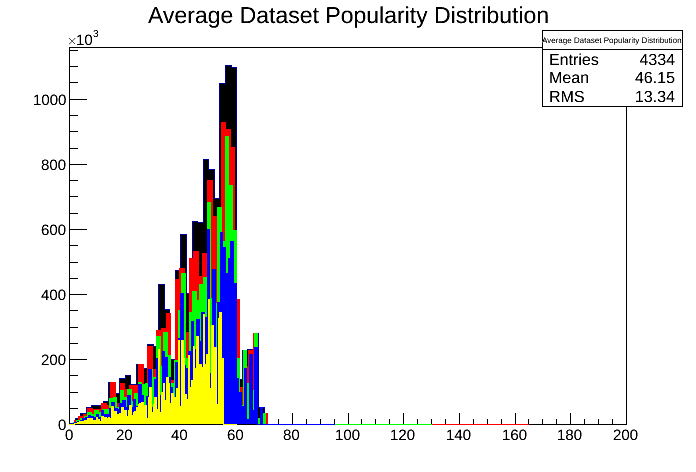 Average Dataset Popularity Distribution
×10³
Average Dataset Popularity Distribution
Entries 4334
Mean 46.15
RMS 13.34
1000
800
600
400
200
0
0 20 40 60 80 100 120 140 160 180 200